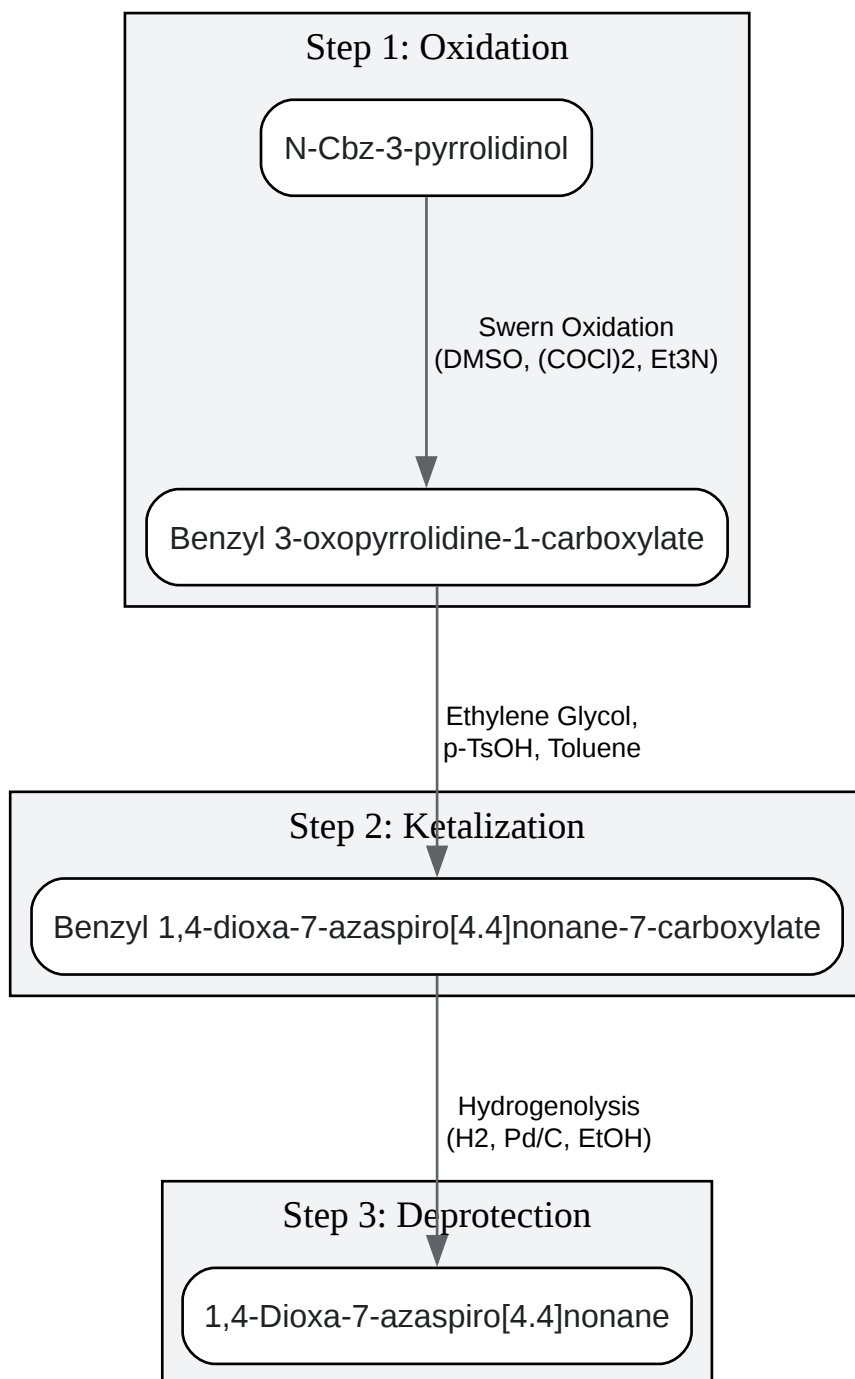 Step 1: Oxidation
N-Cbz-3-pyrrolidinol
Swern Oxidation
(DMSO, (COCl)2, Et3N)
Benzyl 3-oxopyrrolidine-1-carboxylate
Ethylene Glycol,
p-TsOH, Toluene
Step 2: Ketalization
Benzyl 1,4-dioxa-7-azaspiro[4.4]nonane-7-carboxylate
Hydrogenolysis
(H2, Pd/C, EtOH)
Step 3: Deprotection
1,4-Dioxa-7-azaspiro[4.4]nonane